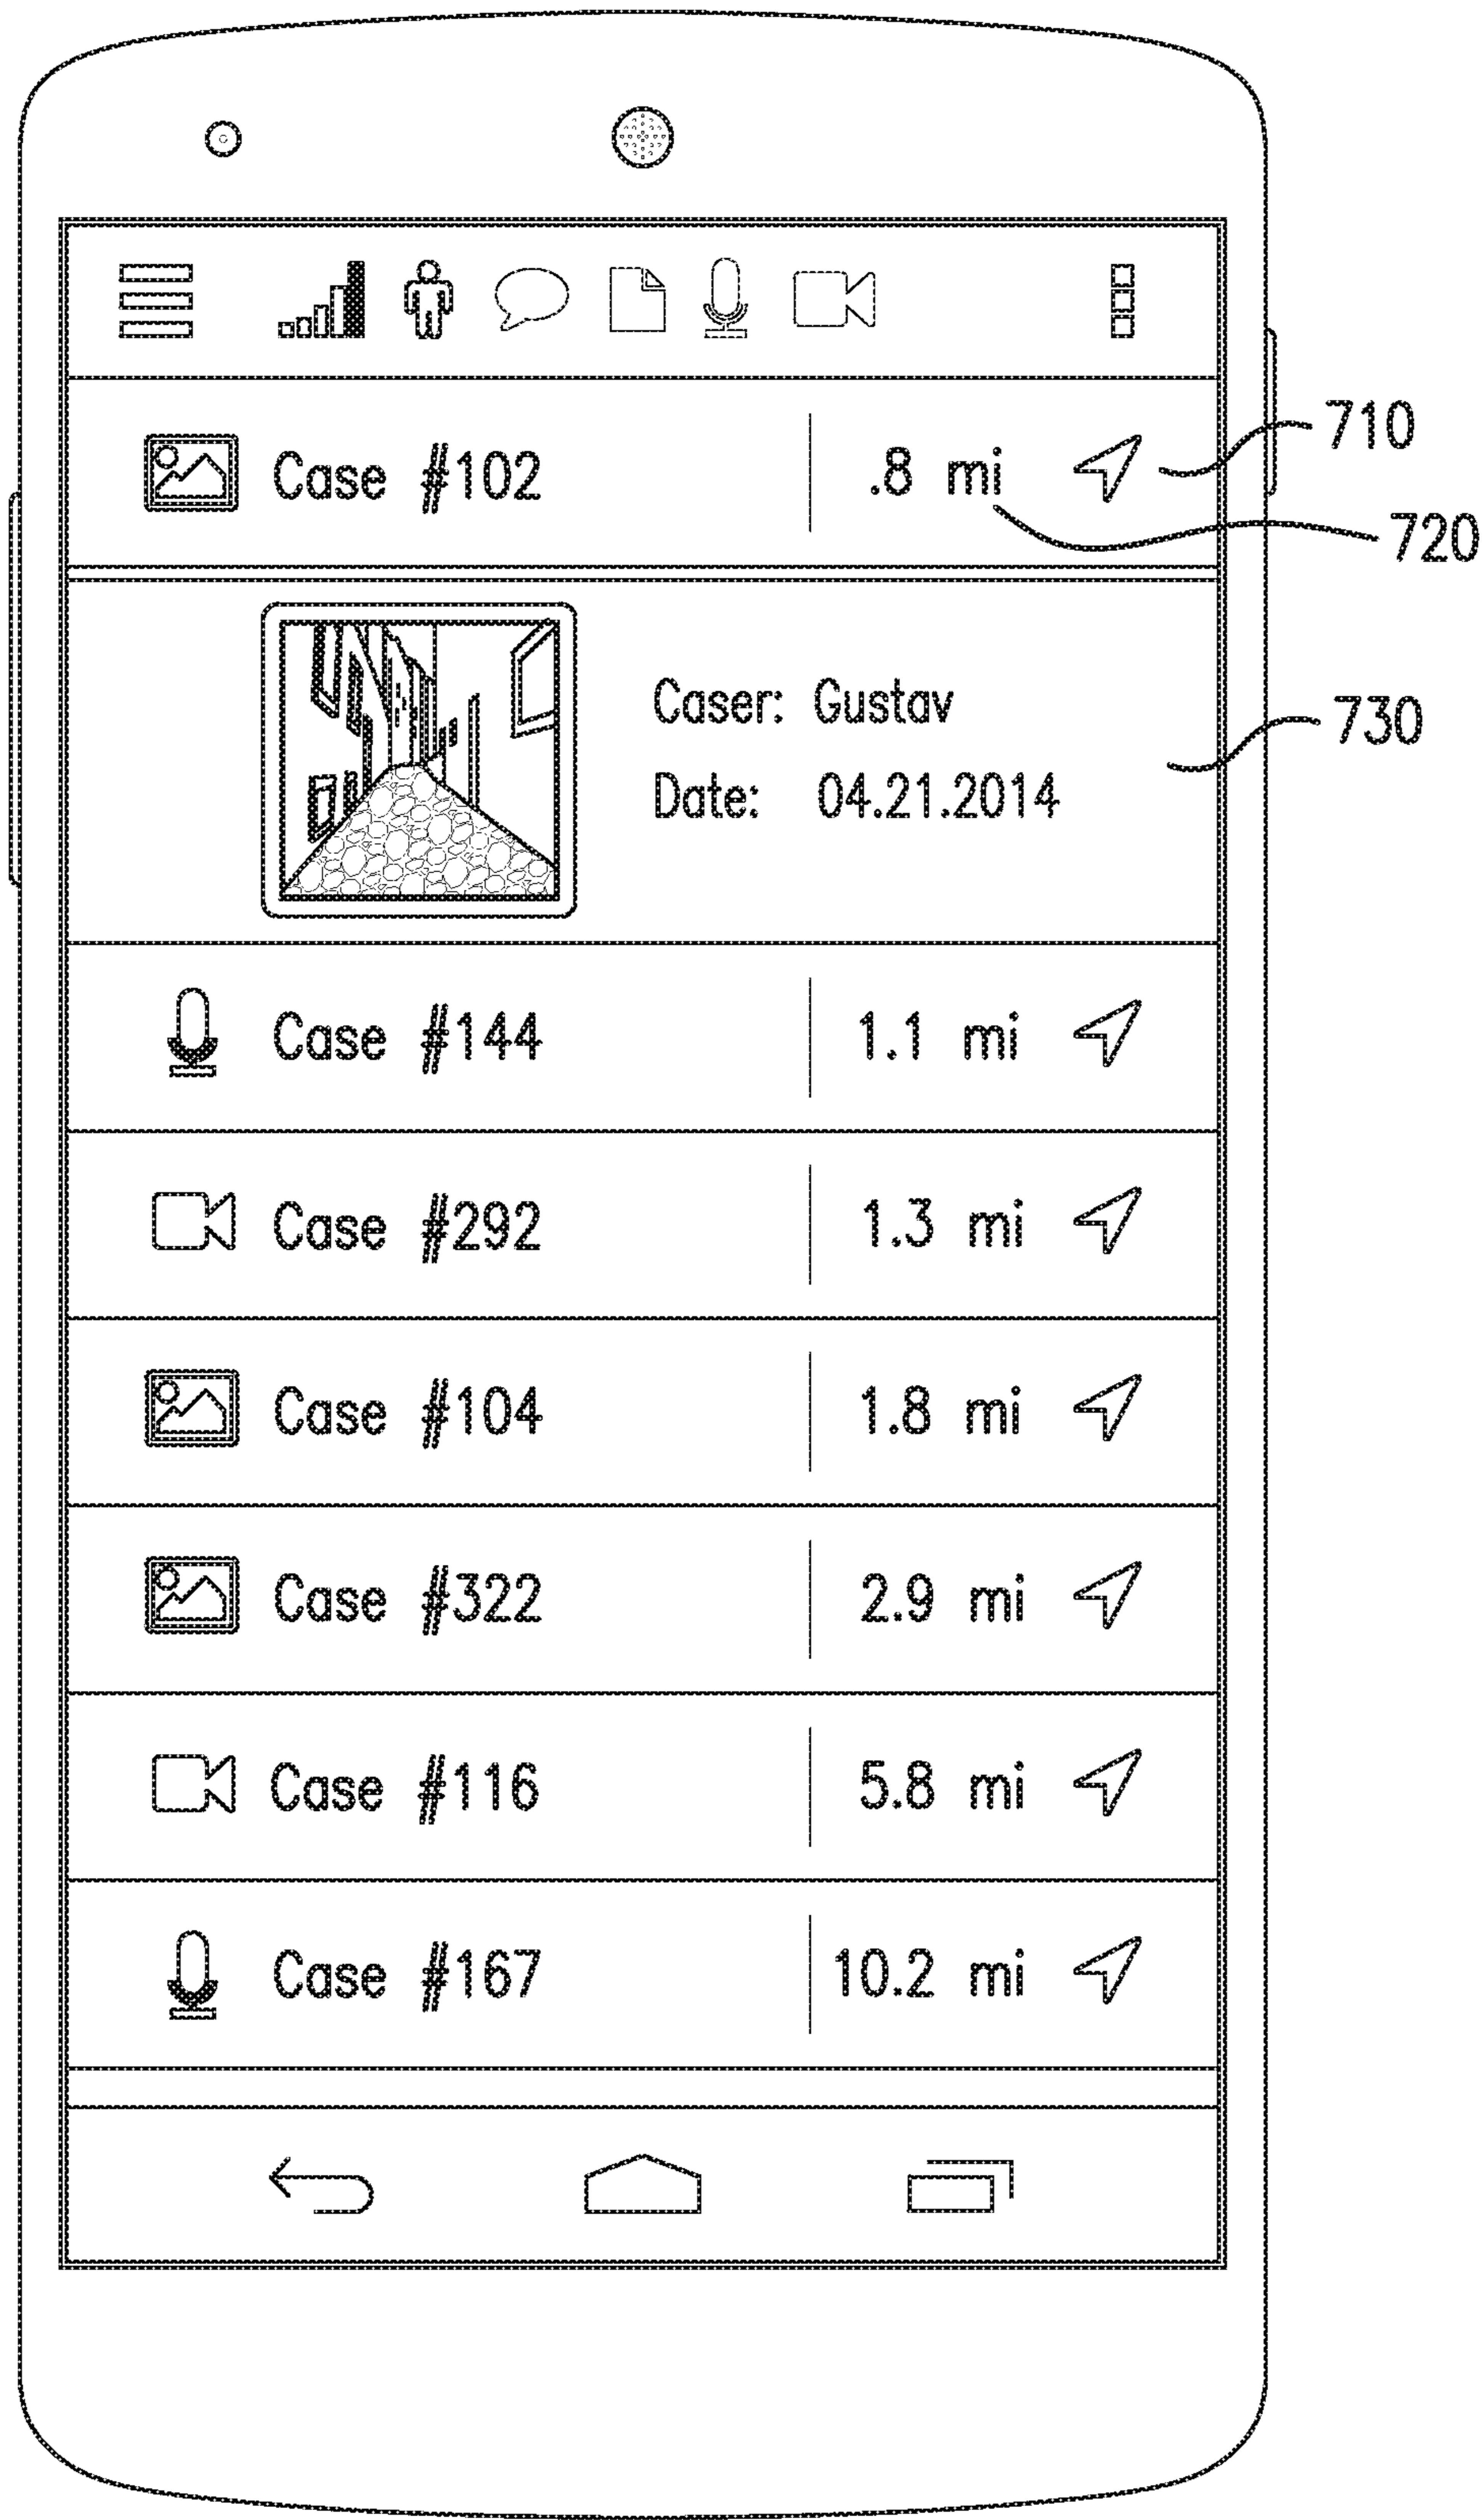 Case #102 .8 mi 710
720
Caser: Gustav
730
Date: 04.21.2014
Case #144 1.1 mi
Case #292 1.3 mi
Case #104 1.8 mi
Case #322 2.9 mi
Case #116 5.8 mi
Case #167 10.2 mi